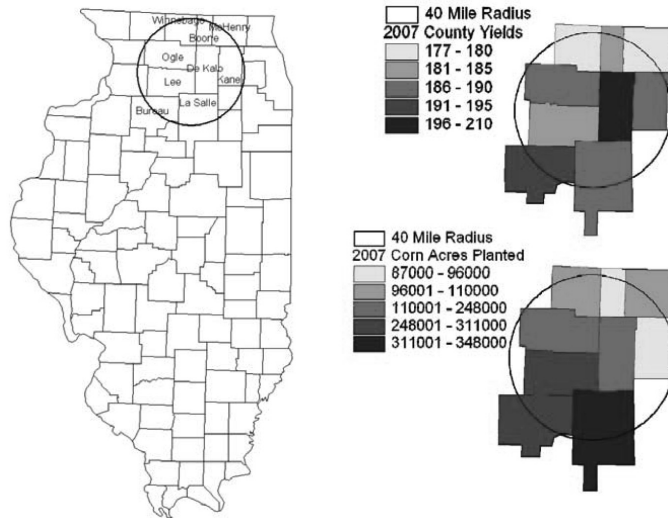 Winnebago
McHenry
Boone
Ogle
De Kalb
Lee
Kane
La Salle
Bureau
40 Mile Radius
2007 County Yields
177 - 180
181 - 185
186 - 190
191 - 195
196 - 210
40 Mile Radius
2007 Corn Acres Planted
87000 - 96000
96001 - 110000
110001 - 248000
248001 - 311000
311001 - 348000